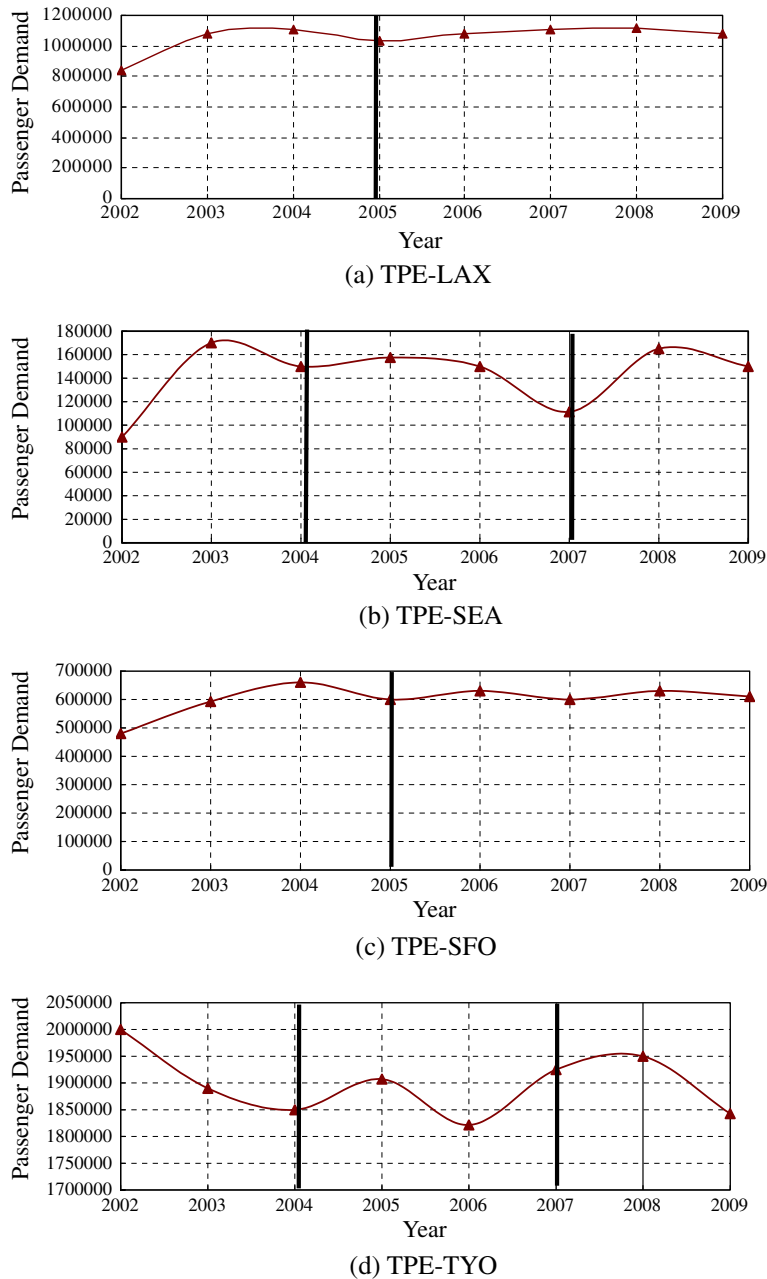 Passenger Demand
1200000
1000000
800000
600000
400000
200000
0
2002 2003 2004 2005 2006 2007 2008 2009
Year
(a) TPE-LAX
Passenger Demand
180000
160000
140000
120000
100000
80000
60000
40000
20000
0
2002 2003 2004 2005 2006 2007 2008 2009
Year
(b) TPE-SEA
Passenger Demand
700000
600000
500000
400000
300000
200000
100000
0
2002 2003 2004 2005 2006 2007 2008 2009
Year
(c) TPE-SFO
Passenger Demand
2050000
2000000
1950000
1900000
1850000
1800000
1750000
1700000
2002 2003 2004 2005 2006 2007 2008 2009
Year
(d) TPE-TYO